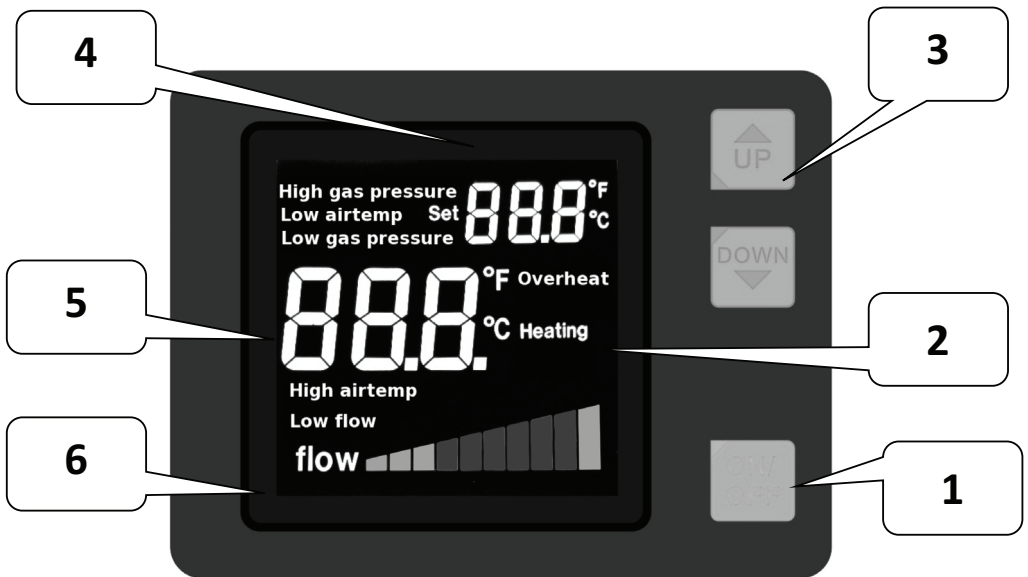 4
3
UP
High gas pressure
Low airtemp Set 88.8 °F
°C
Low gas pressure
DOWN
5
88.8. °F Overheat
°C Heating
2
High airtemp
Low flow
flow
6
ON/
OFF
1